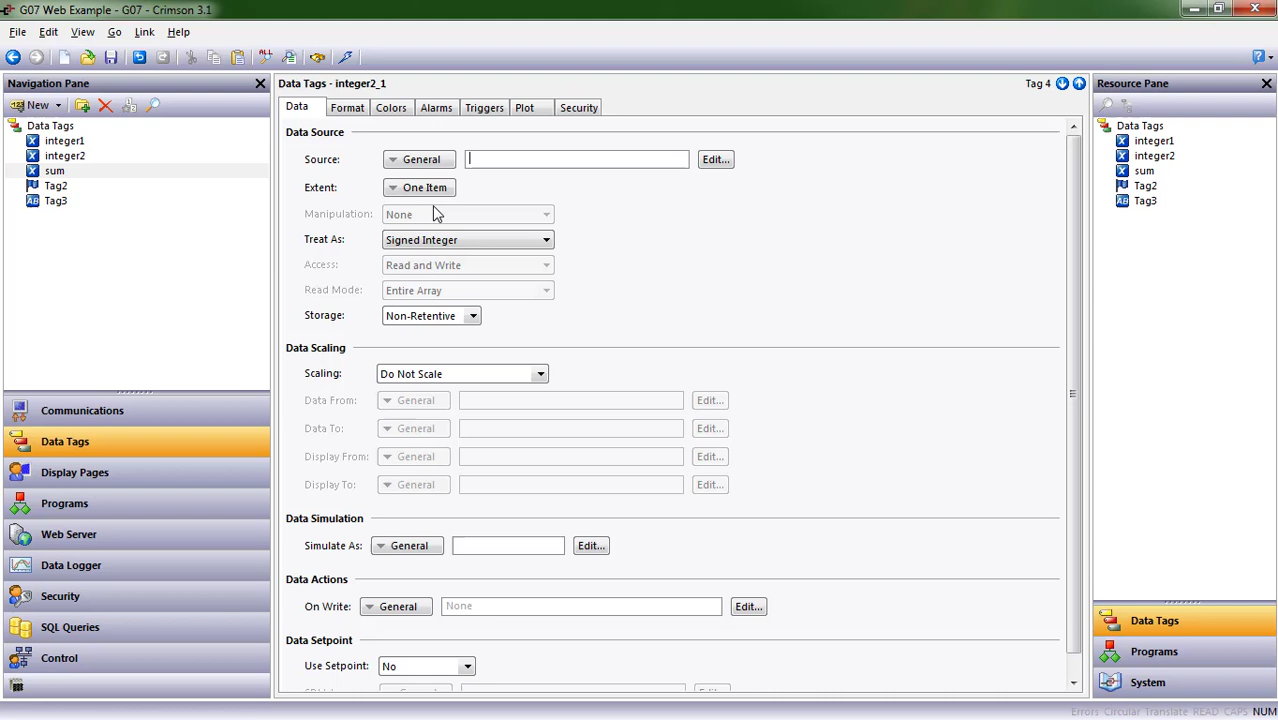 G07 Web Example - G07 - Crimson 3.1
File Edit View Go Link Help
ALL
Navigation Pane
New
Data Tags
integer1
integer2
sum
Tag2
Tag3
Communications
Data Tags
Display Pages
Programs
Web Server
Data Logger
Security
SQL Queries
Control
Data Tags - integer2_1
Tag 4
Data Format Colors Alarms Triggers Plot Security
Data Source
Source: General Edit...
Extent: One Item
Manipulation: None
Treat As: Signed Integer
Access: Read and Write
Read Mode: Entire Array
Storage: Non-Retentive
Data Scaling
Scaling: Do Not Scale
Data From: General Edit...
Data To: General Edit...
Display From: General Edit...
Display To: General Edit...
Data Simulation
Simulate As: General Edit...
Data Actions
On Write: General None Edit...
Data Setpoint
Use Setpoint: No
Resource Pane
Data Tags
integer1
integer2
sum
Tag2
Tag3
Data Tags
Programs
System
Errors Circular Translate READ CAPS NUM